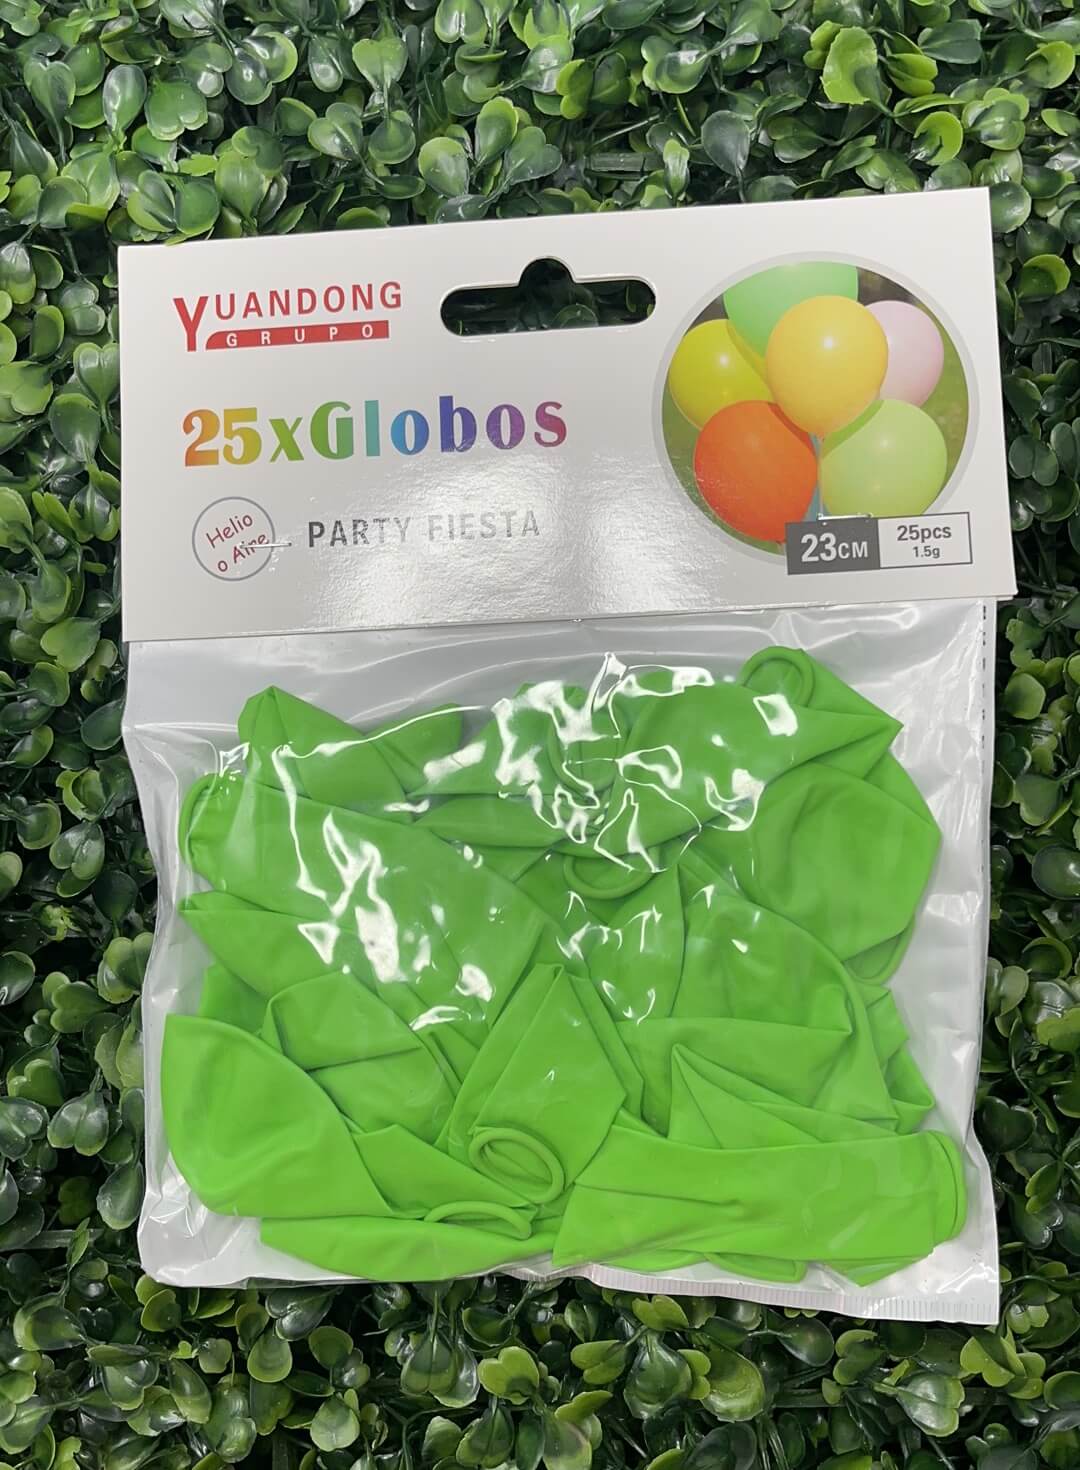 YUANDONG
GRUPO
25xGlobos
Helio
o Aire
PARTY FIESTA
23CM
25pcs
1.5g